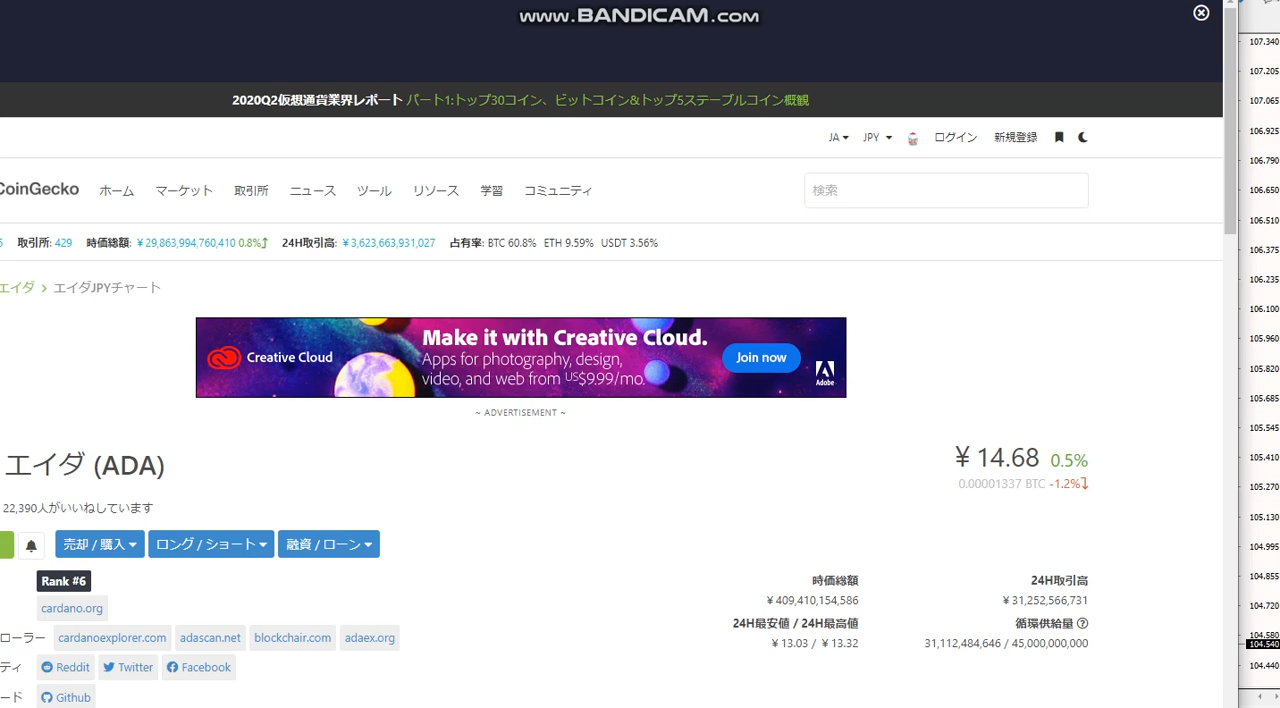 www.BANDICAM.com
2020Q2仮想通貨業界レポート パート1:トップ30コイン、ビットコイン&トップ5ステーブルコイン概観
JA JPY ログイン 新規登録
CoinGecko ホーム マーケット 取引所 ニュース ツール リソース 学習 コミュニティ 検索
取引所: 429 時価総額: ¥29,863,994,760,410 0.8% 24H取引高: ¥3,623,663,931,027 占有率: BTC 60.8% ETH 9.59% USDT 3.56%
エイダ > エイダJPYチャート
Creative Cloud
Make it with Creative Cloud.
Apps for photography, design,
video, and web from US$9.99/mo.
Join now
Adobe
~ ADVERTISEMENT ~
エイダ (ADA)
¥14.68 0.5%
0.00001337 BTC -1.2%
22,390人がいいねしています
売却 / 購入 ロング / ショート 融資 / ローン
Rank #6
cardano.org
ローラー cardanoexplorer.com adascan.net blockchair.com adaex.org
ティ Reddit Twitter Facebook
ード Github
時価総額
¥409,410,154,586
24H取引高
¥31,252,566,731
24H最安値 / 24H最高値
¥13.03 / ¥13.32
循環供給量
31,112,484,646 / 45,000,000,000
107.340
107.205
107.065
106.925
106.790
106.650
106.510
106.375
106.235
106.100
105.960
105.820
105.685
105.545
105.410
105.270
105.130
104.995
104.855
104.720
104.580
104.540
104.440